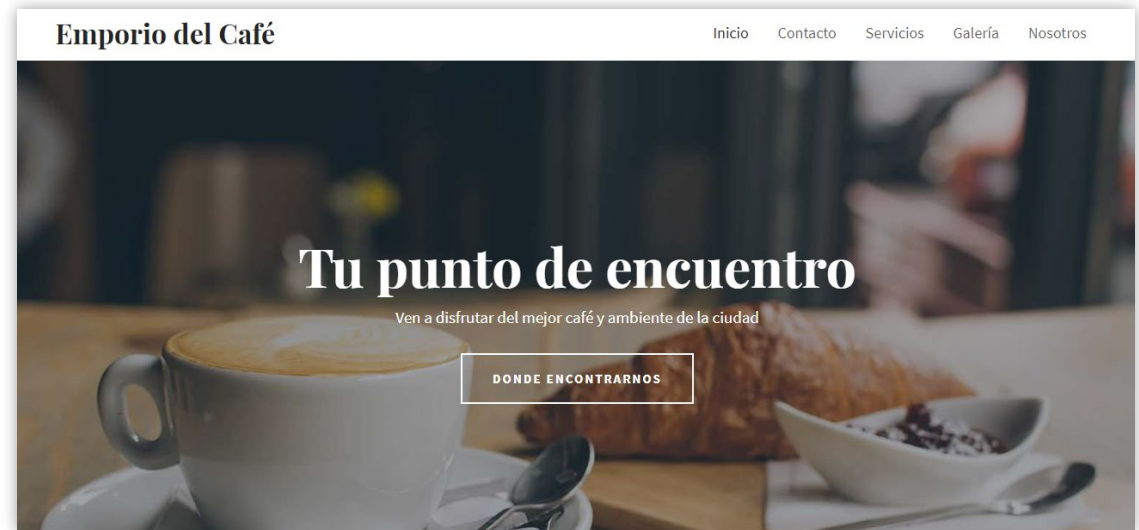 Emporio del Café
Inicio Contacto Servicios Galería Nosotros
Tu punto de encuentro
Ven a disfrutar del mejor café y ambiente de la ciudad
DONDE ENCONTRARNOS